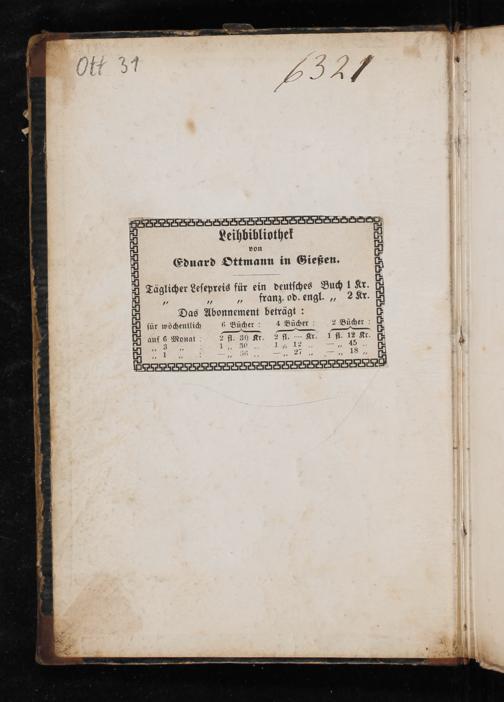 Ott 31
6321
Leihbibliothek
von
Eduard Ottmann in Gießen.
Täglicher Lesepreis für ein deutsches Buch 1 Kr.
„ „ „ franz. od. engl. „ 2 Kr.
Das Abonnement beträgt :
für wöchentlich 6 Bücher : 4 Bücher : 2 Bücher :
auf 6 Monat : 2 fl. 30 Kr. 2 fl. — Kr. 1 fl. 12 Kr.
„ 3 „ : 1 „ 30 „ 1 „ 12 „ — „ 45 „
„ 1 „ : — „ 36 „ — „ 27 „ — „ 18 „